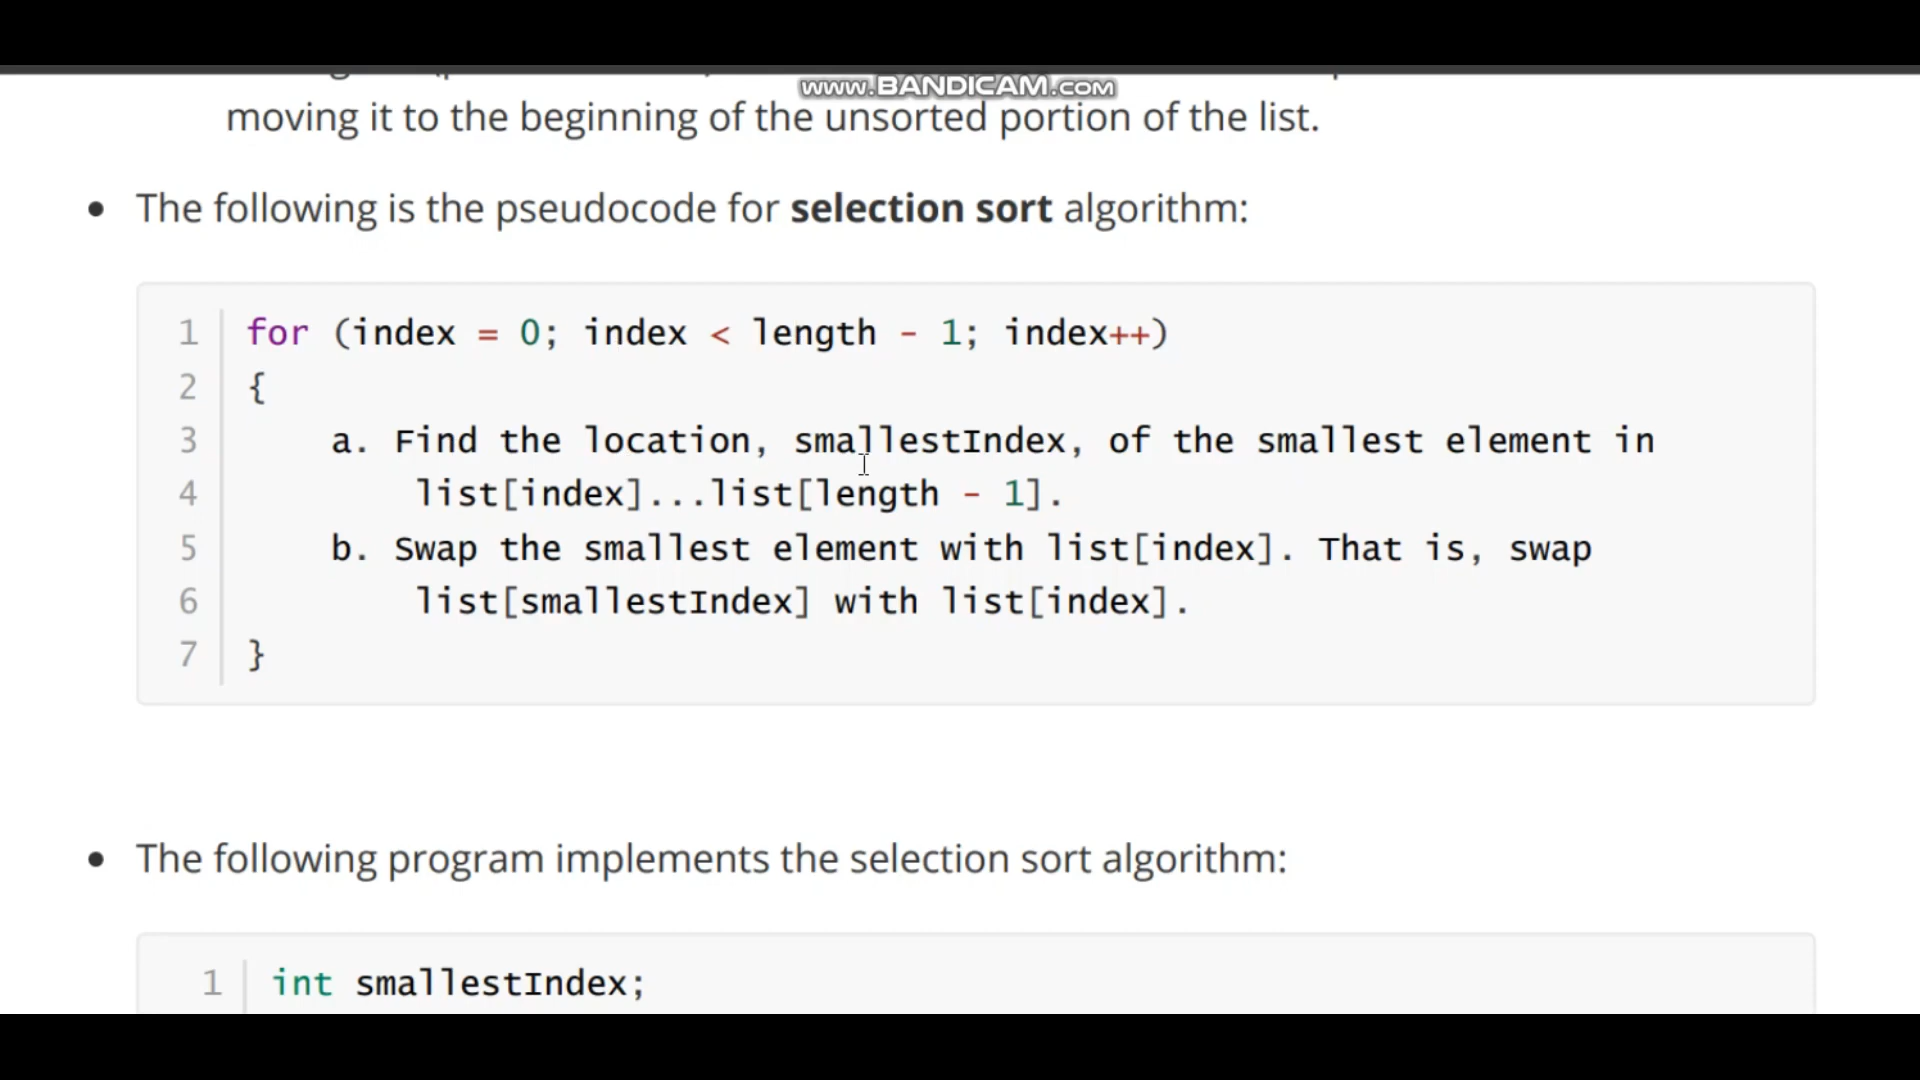 www.BANDICAM.com
moving it to the beginning of the unsorted portion of the list.
• The following is the pseudocode for selection sort algorithm:
1 for (index = 0; index < length - 1; index++)
2 {
3 a. Find the location, smallestIndex, of the smallest element in
4 list[index]...list[length - 1].
5 b. Swap the smallest element with list[index]. That is, swap
6 list[smallestIndex] with list[index].
7 }
• The following program implements the selection sort algorithm:
1 int smallestIndex;